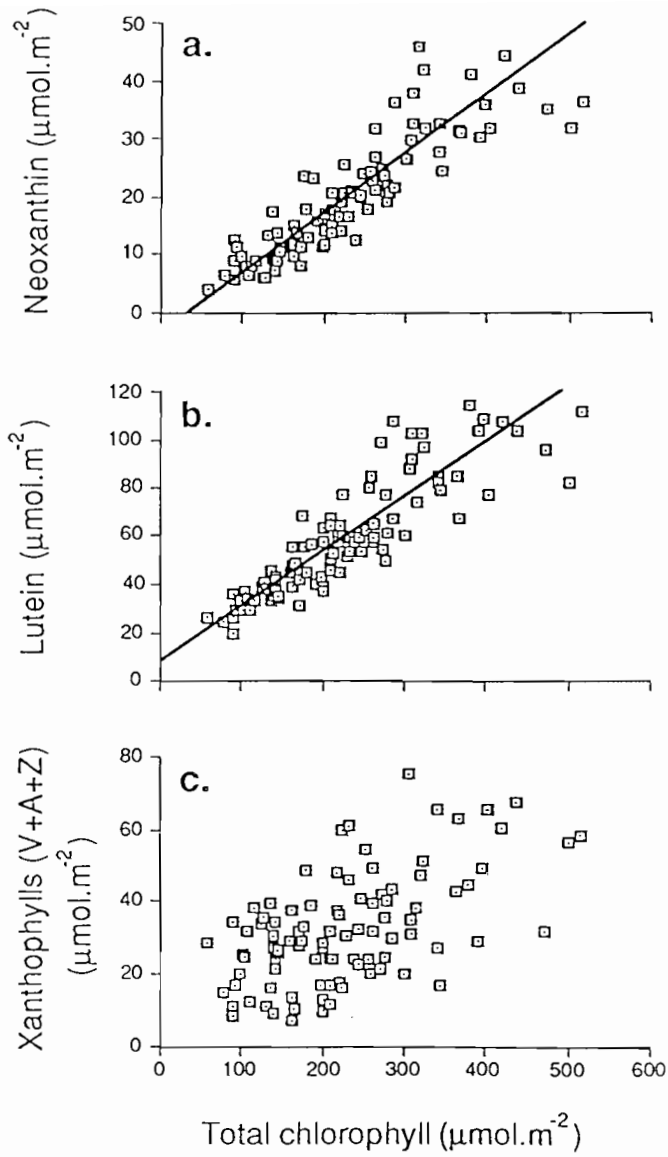 a.
50
40
30
20
10
0
Neoxanthin (μmol.m-2)
b.
120
100
80
60
40
20
0
Lutein (μmol.m-2)
c.
80
60
40
20
0
Xanthophylls (V+A+Z)
(μmol.m-2)
0 100 200 300 400 500 600
Total chlorophyll (μmol.m-2)